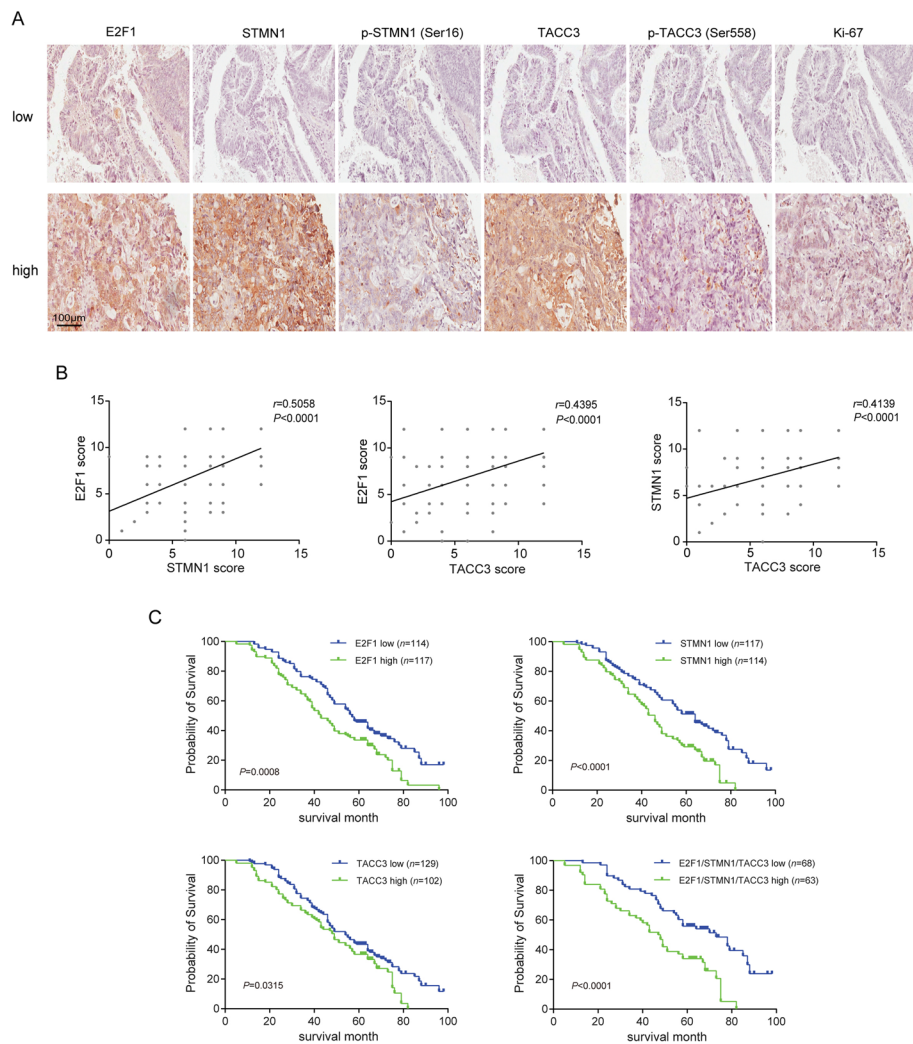 A
E2F1 STMN1 p-STMN1 (Ser16) TACC3 p-TACC3 (Ser558) Ki-67
low
high
100μm
B
15
10
5
0
E2F1 score
r=0.5058
P<0.0001
0 5 10 15
STMN1 score
15
10
5
0
E2F1 score
r=0.4395
P<0.0001
0 5 10 15
TACC3 score
15
10
5
0
STMN1 score
r=0.4139
P<0.0001
0 5 10 15
TACC3 score
C
100
80
60
40
20
0
Probability of Survival
E2F1 low (n=114)
E2F1 high (n=117)
P=0.0008
0 20 40 60 80 100
survival month
100
80
60
40
20
0
Probability of Survival
STMN1 low (n=117)
STMN1 high (n=114)
P<0.0001
0 20 40 60 80 100
survival month
100
80
60
40
20
0
Probability of Survival
TACC3 low (n=129)
TACC3 high (n=102)
P=0.0315
0 20 40 60 80 100
survival month
100
80
60
40
20
0
Probability of Survival
E2F1/STMN1/TACC3 low (n=68)
E2F1/STMN1/TACC3 high (n=63)
P<0.0001
0 20 40 60 80 100
survival month